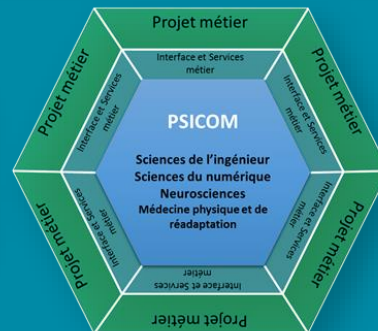 Projet métier
Interface et Services
métier
Projet métier
Interface et Services
métier
Projet métier
Interface et Services
métier
PSICOM
Sciences de l'ingénieur
Sciences du numérique
Neurosciences
Médecine physique et de
réadaptation
Projet métier
Interface et Services
métier
Projet métier
Interface et Services
métier
Interface et Services
métier
Projet métier